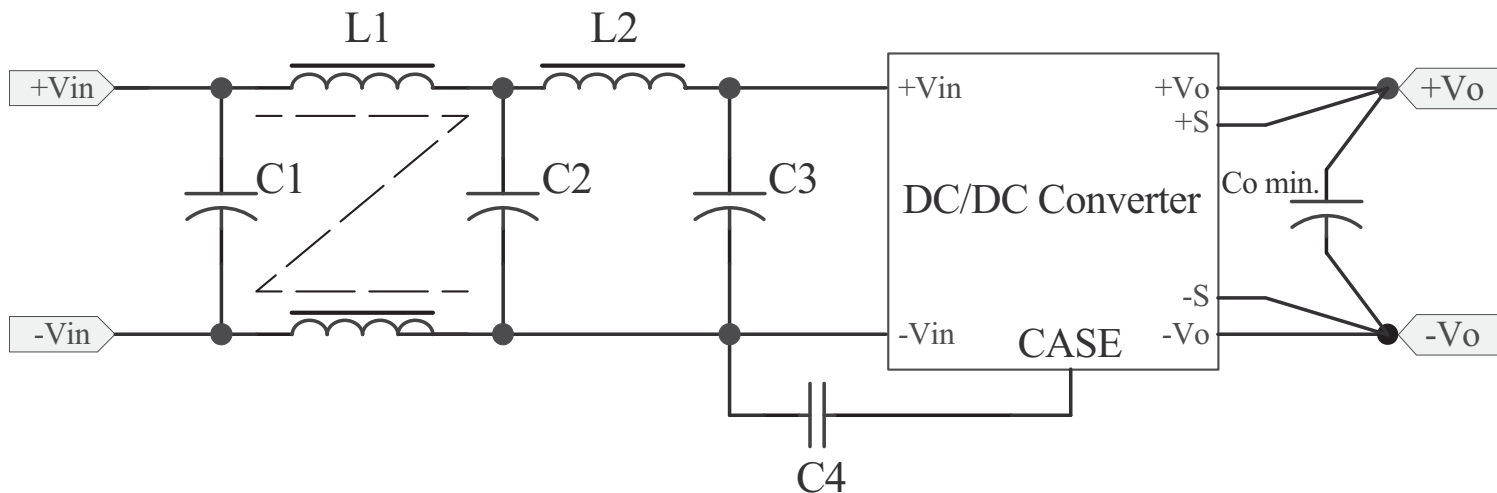 L1
L2
+Vin
+Vin
+Vo
+Vo
+S
C1
C2
C3
DC/DC Converter
Co min.
-S
-Vin
-Vin
CASE
-Vo
-Vo
C4